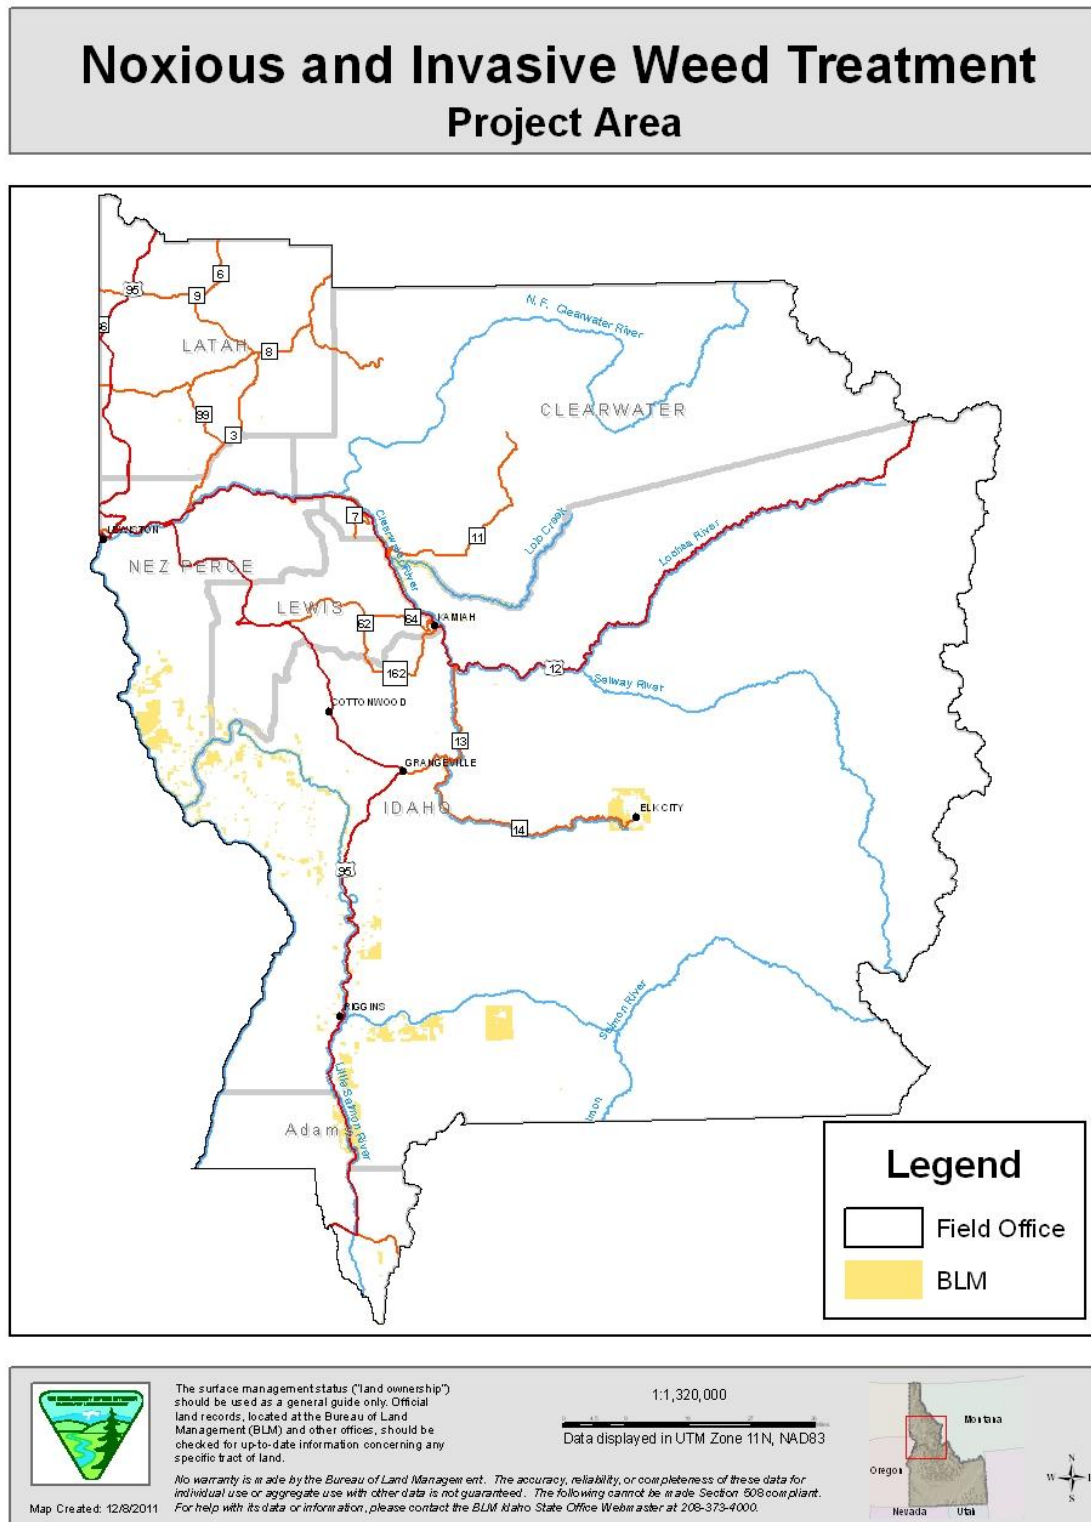 Noxious and Invasive Weed Treatment
Project Area
6
95
9
N. F. Clearwater River
LATAH
8
CLEARWATER
99
3
7
Clearwater River
11
Lolo Creek
Lochsa River
LEWISTON
NEZ PERCE
LEWIS
62
64
KAMIAH
162
12
Selway River
COTTONWOOD
13
GRANGEVILLE
IDAHO
ELK CITY
14
95
Salmon River
RIGGINS
Little Salmon River
Adams
Legend
Field Office
BLM
The surface management status ("land ownership")
should be used as a general guide only. Official
land records, located at the Bureau of Land
Management (BLM) and other offices, should be
checked for up-to-date information concerning any
specific tract of land.
No warranty is made by the Bureau of Land Management. The accuracy, reliability, or completeness of these data for
individual use or aggregate use with other data is not guaranteed. The following cannot be made Section 508 compliant.
For help with its data or information, please contact the BLM Idaho State Office Webmaster at 208-373-4000.
Map Created: 12/8/2011
1:1,320,000
Data displayed in UTM Zone 11N, NAD83
Montana
Oregon
Nevada
Utah
N
W
S